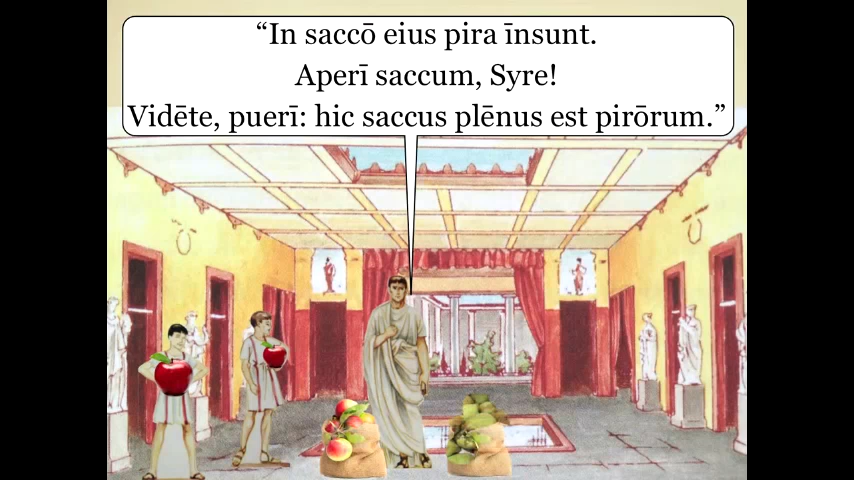 “In saccō eius pira īnsunt.
Aperī saccum, Syre!
Vidēte, puerī: hic saccus plēnus est pirōrum.”